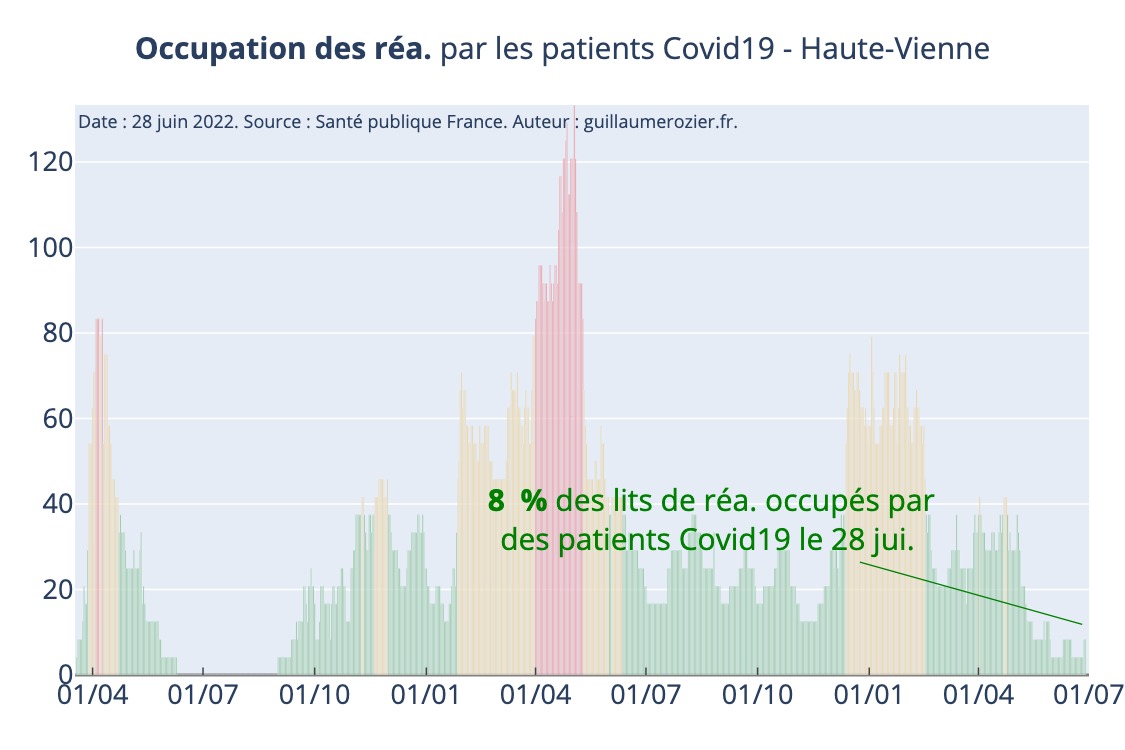 Occupation des réa. par les patients Covid19 - Haute-Vienne
Date : 28 juin 2022. Source : Santé publique France. Auteur : guillaumerozier.fr.
120
100
80
60
40
20
0
8 % des lits de réa. occupés par
des patients Covid19 le 28 jui.
01/04 01/07 01/10 01/01 01/04 01/07 01/10 01/01 01/04 01/07